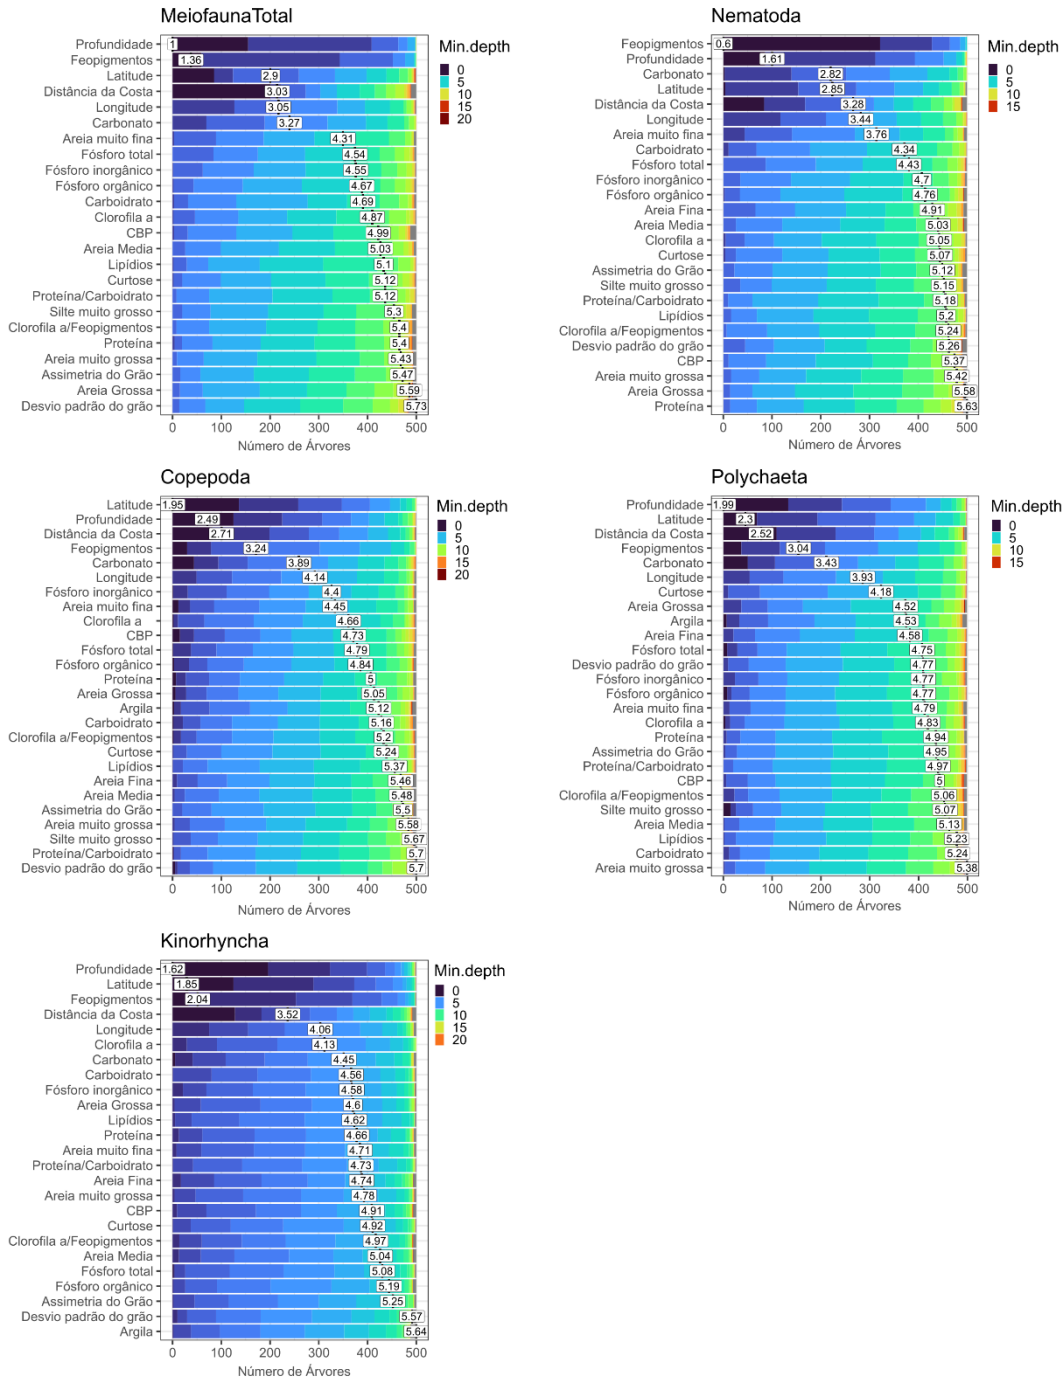 MeiofaunaTotal
Profundidade 1
Feopigmentos 1.36
Latitude 2.9
Distância da Costa 3.03
Longitude 3.05
Carbonato 3.27
Areia muito fina 4.31
Fósforo total 4.54
Fósforo inorgânico 4.55
Fósforo orgânico 4.67
Carboidrato 4.69
Clorofila a 4.87
CBP 4.99
Areia Media 5.03
Lipídios 5.1
Curtose 5.12
Proteína/Carboidrato 5.12
Silte muito grosso 5.3
Clorofila a/Feopigmentos 5.4
Proteína 5.4
Areia muito grossa 5.43
Assimetria do Grão 5.47
Areia Grossa 5.59
Desvio padrão do grão 5.73
0 100 200 300 400 500
Número de Árvores
Min.depth
0
5
10
15
20
Nematoda
Feopigmentos 0.6
Profundidade 1.61
Carbonato 2.82
Latitude 2.85
Distância da Costa 3.28
Longitude 3.44
Areia muito fina 3.76
Carboidrato 4.34
Fósforo total 4.43
Fósforo inorgânico 4.7
Fósforo orgânico 4.76
Areia Fina 4.91
Areia Media 5.03
Clorofila a 5.05
Curtose 5.07
Assimetria do Grão 5.12
Silte muito grosso 5.15
Proteína/Carboidrato 5.18
Lipídios 5.2
Clorofila a/Feopigmentos 5.24
Desvio padrão do grão 5.26
CBP 5.37
Areia muito grossa 5.42
Areia Grossa 5.58
Proteína 5.63
0 100 200 300 400 500
Número de Árvores
Min.depth
0
5
10
15
Copepoda
Latitude 1.95
Profundidade 2.49
Distância da Costa 2.71
Feopigmentos 3.24
Carbonato 3.89
Longitude 4.14
Fósforo inorgânico 4.4
Areia muito fina 4.45
Clorofila a 4.66
CBP 4.73
Fósforo total 4.79
Fósforo orgânico 4.84
Proteína 5
Areia Grossa 5.05
Argila 5.12
Carboidrato 5.16
Clorofila a/Feopigmentos 5.2
Curtose 5.24
Lipídios 5.37
Areia Fina 5.46
Areia Media 5.48
Assimetria do Grão 5.5
Areia muito grossa 5.58
Silte muito grosso 5.67
Proteína/Carboidrato 5.7
Desvio padrão do grão 5.7
0 100 200 300 400 500
Número de Árvores
Min.depth
0
5
10
15
20
Polychaeta
Profundidade 1.99
Latitude 2.3
Distância da Costa 2.52
Feopigmentos 3.04
Carbonato 3.43
Longitude 3.93
Curtose 4.18
Areia Grossa 4.52
Argila 4.53
Areia Fina 4.58
Fósforo total 4.75
Desvio padrão do grão 4.77
Fósforo inorgânico 4.77
Fósforo orgânico 4.77
Areia muito fina 4.79
Clorofila a 4.83
Proteína 4.94
Assimetria do Grão 4.95
Proteína/Carboidrato 4.97
CBP 5
Clorofila a/Feopigmentos 5.06
Silte muito grosso 5.07
Areia Media 5.13
Lipídios 5.23
Carboidrato 5.24
Areia muito grossa 5.38
0 100 200 300 400 500
Número de Árvores
Min.depth
0
5
10
15
Kinorhyncha
Profundidade 1.62
Latitude 1.85
Feopigmentos 2.04
Distância da Costa 3.52
Longitude 4.06
Clorofila a 4.13
Carbonato 4.45
Carboidrato 4.56
Fósforo inorgânico 4.58
Areia Grossa 4.6
Lipídios 4.62
Proteína 4.66
Areia muito fina 4.71
Proteína/Carboidrato 4.73
Areia Fina 4.74
Areia muito grossa 4.78
CBP 4.91
Curtose 4.92
Clorofila a/Feopigmentos 4.97
Areia Media 5.04
Fósforo total 5.08
Fósforo orgânico 5.19
Assimetria do Grão 5.25
Desvio padrão do grão 5.57
Argila 5.64
0 100 200 300 400 500
Número de Árvores
Min.depth
0
5
10
15
20